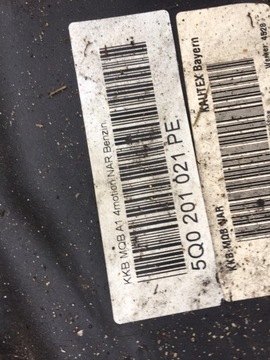 KKB MQB A1 4motion NAR Benzin
5Q0 201 021 PE
KAUTEX Bayern
KKB MQB NAR